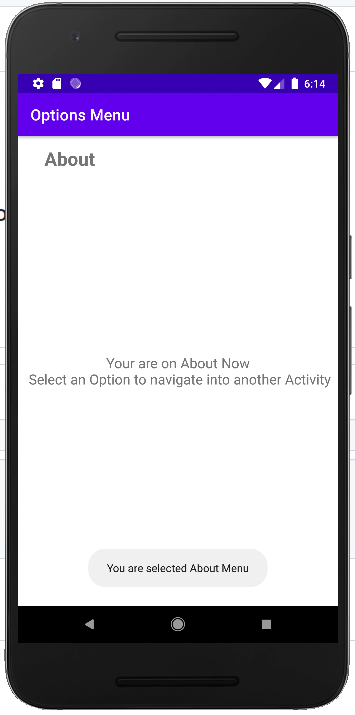 6:14
Options Menu
About
Your are on About Now
Select an Option to navigate into another Activity
You are selected About Menu